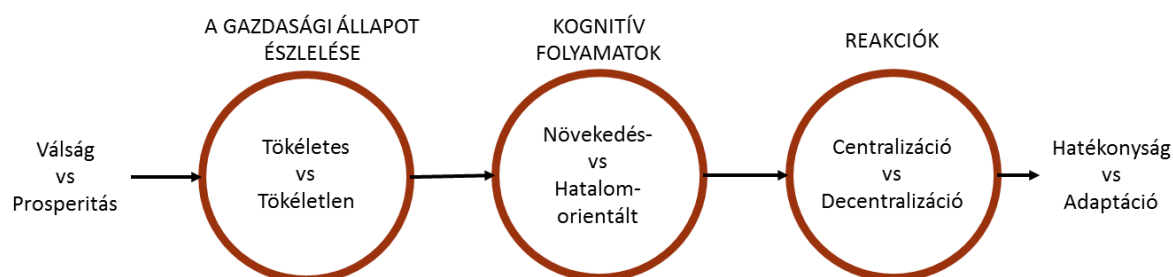 A GAZDASÁGI ÁLLAPOT
ÉSZLELÉSE
KOGNITÍV
FOLYAMATOK
REAKCIÓK
Válság
vs
Prosperitás
Tökéletes
vs
Tökéletlen
Növekedés-
vs
Hatalom-
orientált
Centralizáció
vs
Decentralizáció
Hatékonyság
vs
Adaptáció